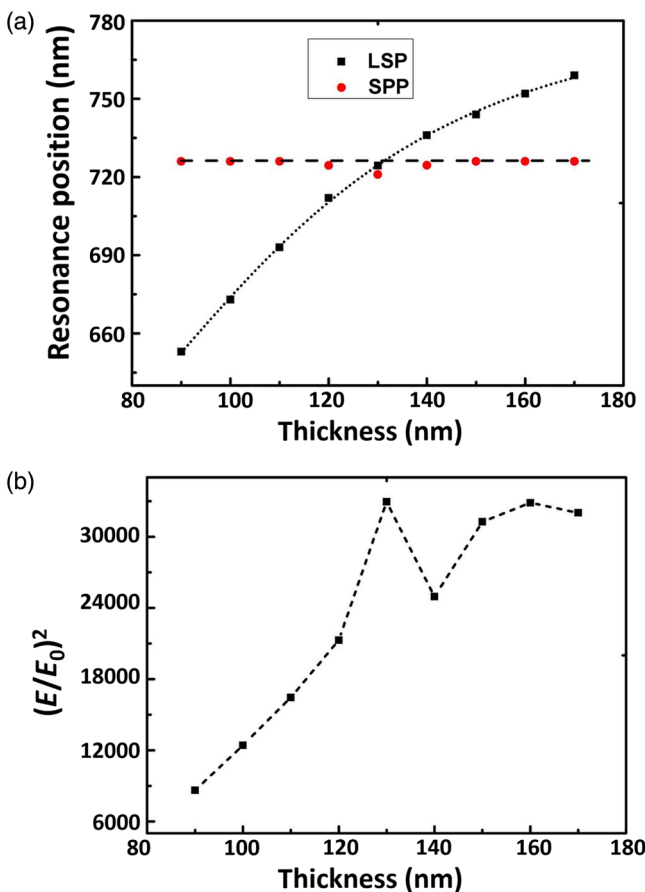 (a)
Resonance position (nm)
780
750
720
690
660
LSP
SPP
80 100 120 140 160 180
Thickness (nm)
(b)
(E/E₀)²
30000
24000
18000
12000
6000
80 100 120 140 160 180
Thickness (nm)